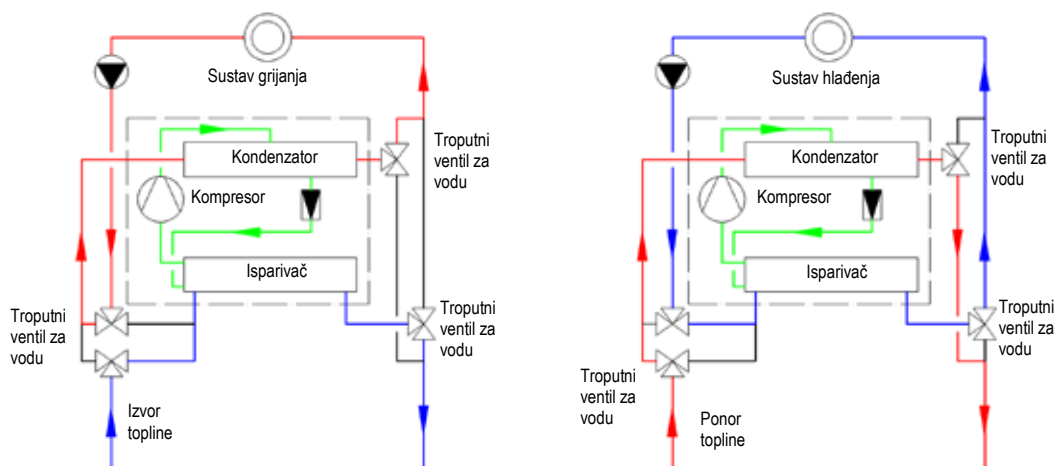 Sustav grijanja
Troputni
ventil za
vodu
Kondenzator
Kompresor
Isparivač
Troputni
ventil za
vodu
Troputni
ventil za
vodu
Izvor
topline
Sustav hlađenja
Troputni
ventil za
vodu
Kondenzator
Kompresor
Isparivač
Troputni
ventil za
vodu
Troputni
ventil za
vodu
Ponor
topline